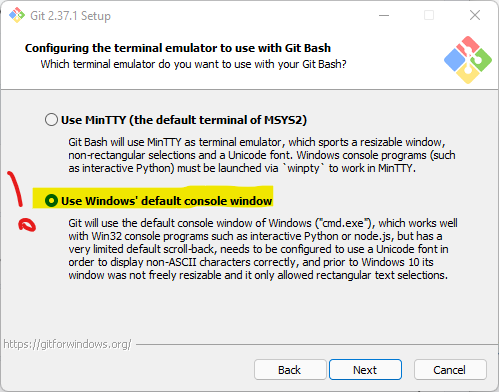 Git 2.37.1 Setup
Configuring the terminal emulator to use with Git Bash
Which terminal emulator do you want to use with your Git Bash?
Use MinTTY (the default terminal of MSYS2)
Git Bash will use MinTTY as terminal emulator, which sports a resizable window,
non-rectangular selections and a Unicode font. Windows console programs (such
as interactive Python) must be launched via `winpty` to work in MinTTY.
Use Windows' default console window
Git will use the default console window of Windows ("cmd.exe"), which works well
with Win32 console programs such as interactive Python or node.js, but has a
very limited default scroll-back, needs to be configured to use a Unicode font in
order to display non-ASCII characters correctly, and prior to Windows 10 its
window was not freely resizable and it only allowed rectangular text selections.
https://gitforwindows.org/
Back Next Cancel